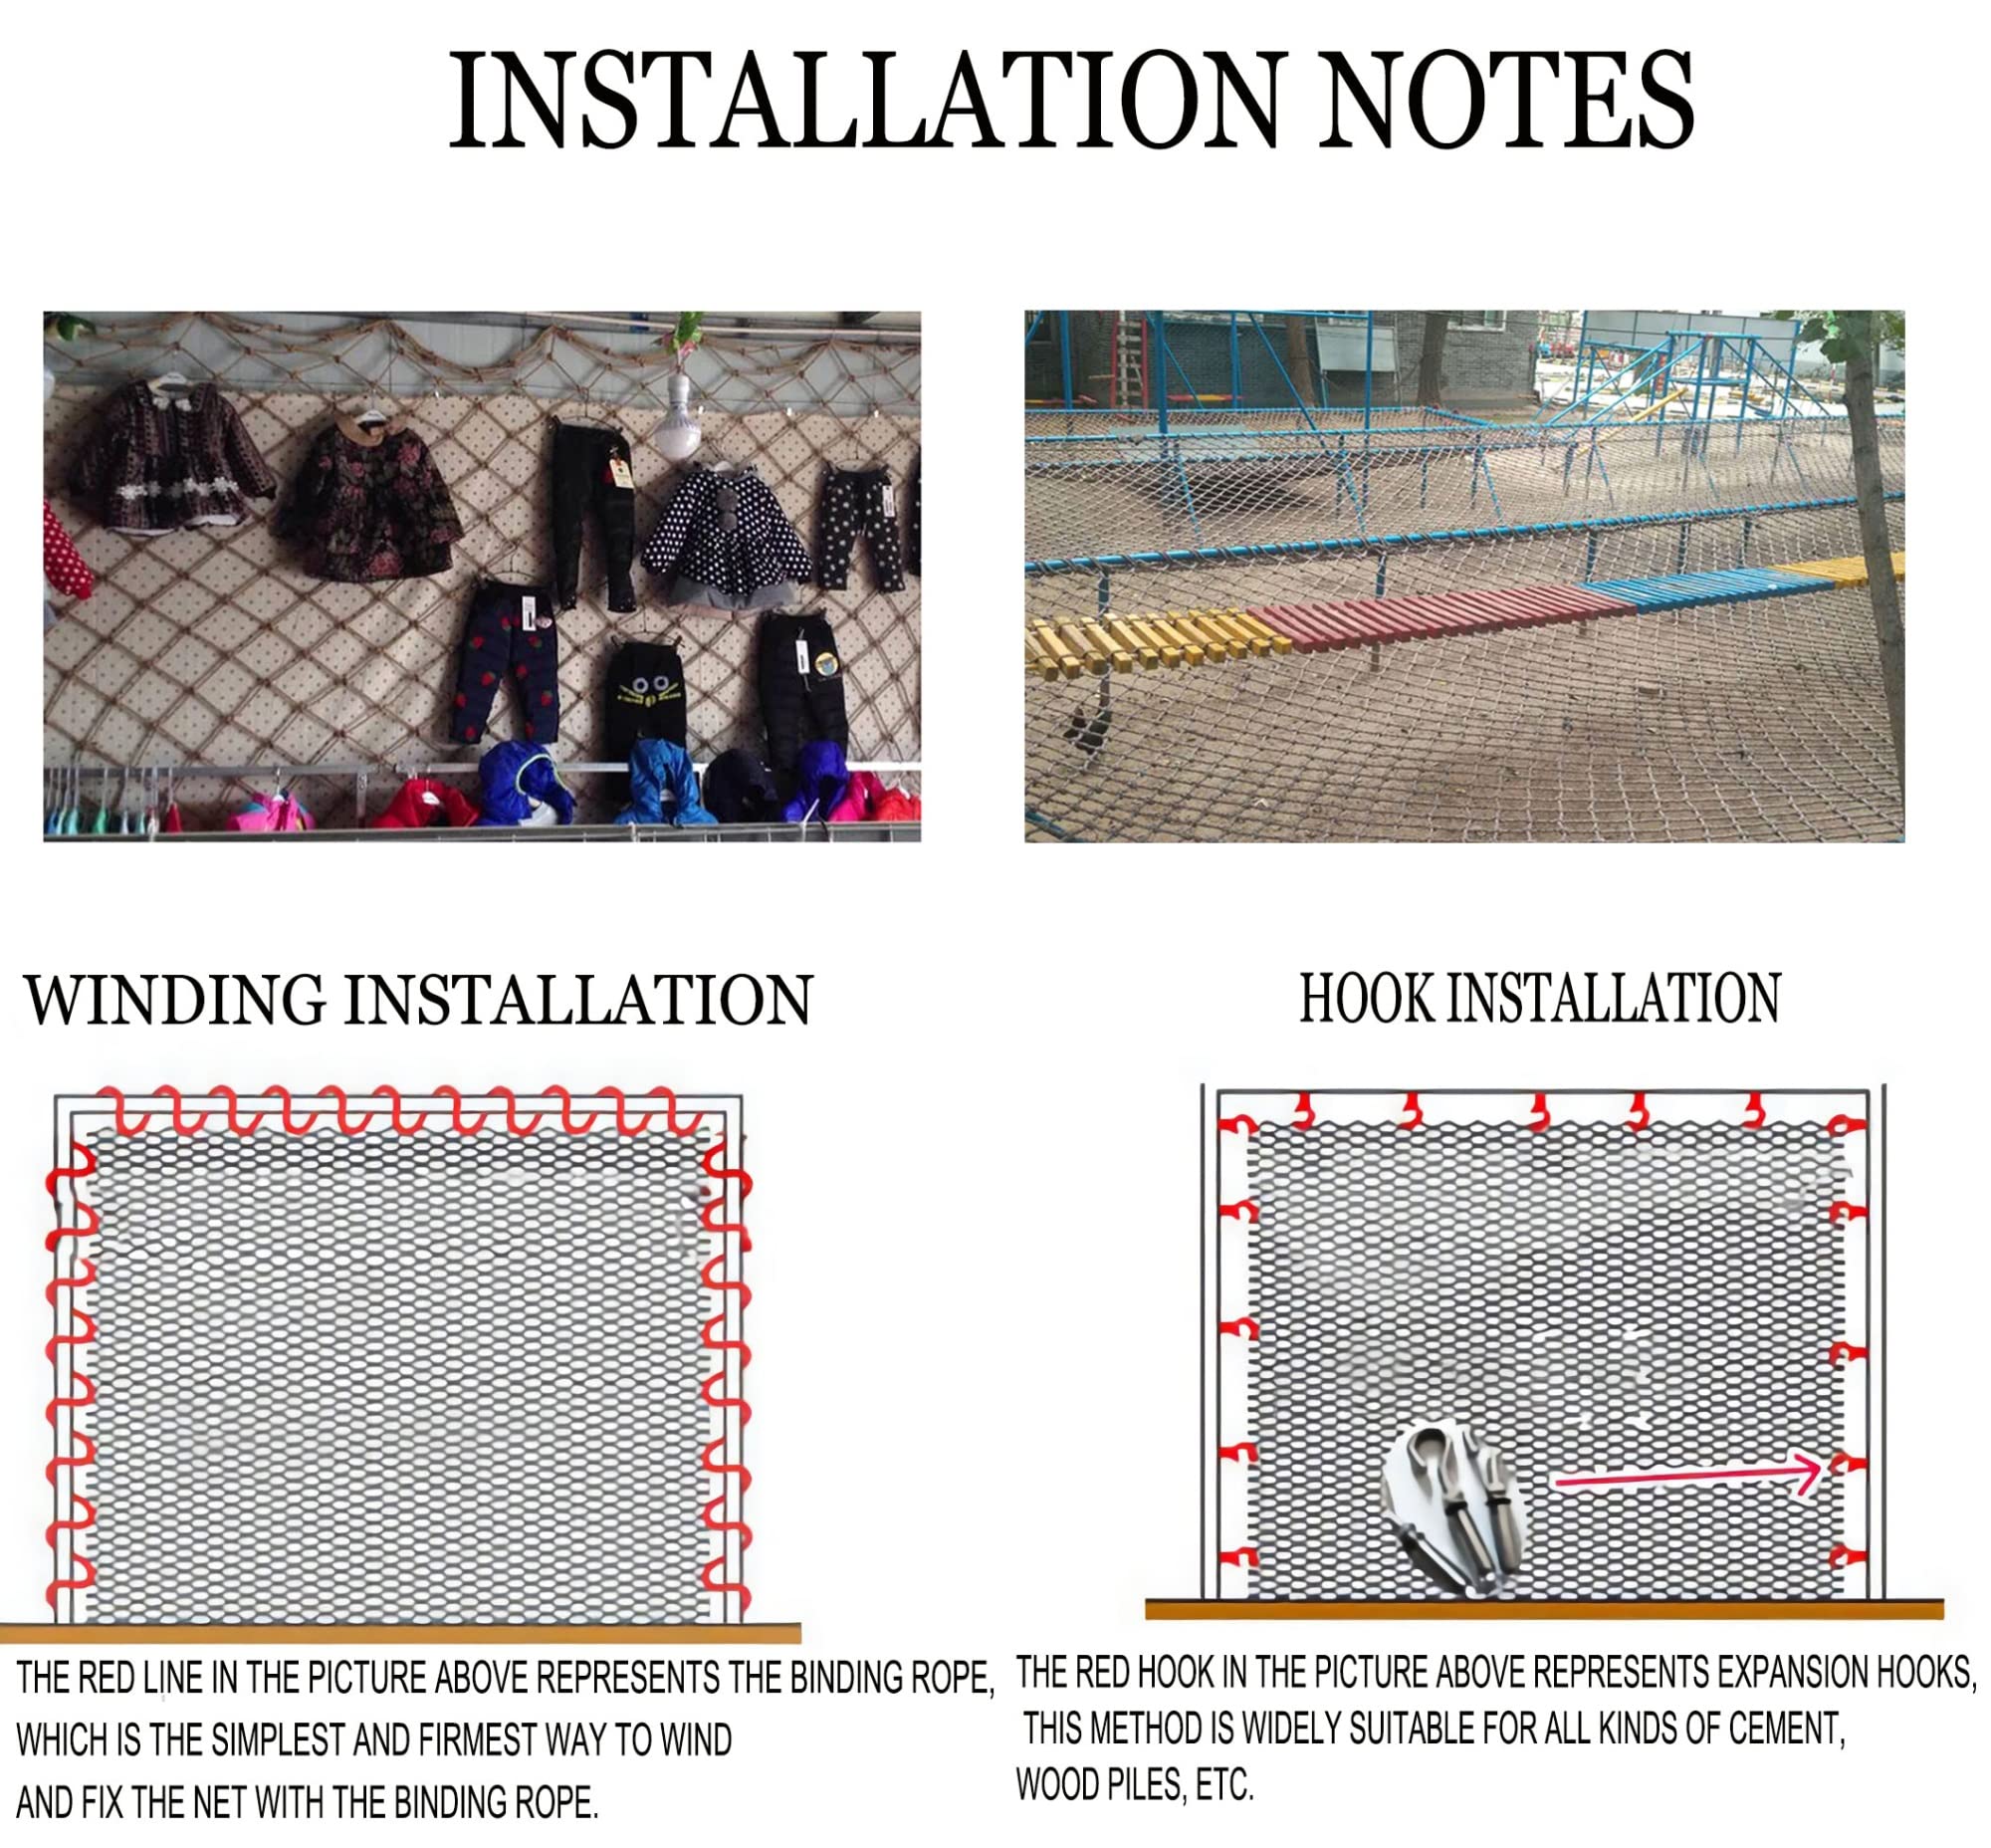 INSTALLATION NOTES
WINDING INSTALLATION
HOOK INSTALLATION
THE RED LINE IN THE PICTURE ABOVE REPRESENTS THE BINDING ROPE,
WHICH IS THE SIMPLEST AND FIRMEST WAY TO WIND
AND FIX THE NET WITH THE BINDING ROPE.
THE RED HOOK IN THE PICTURE ABOVE REPRESENTS EXPANSION HOOKS,
THIS METHOD IS WIDELY SUITABLE FOR ALL KINDS OF CEMENT,
WOOD PILES, ETC.